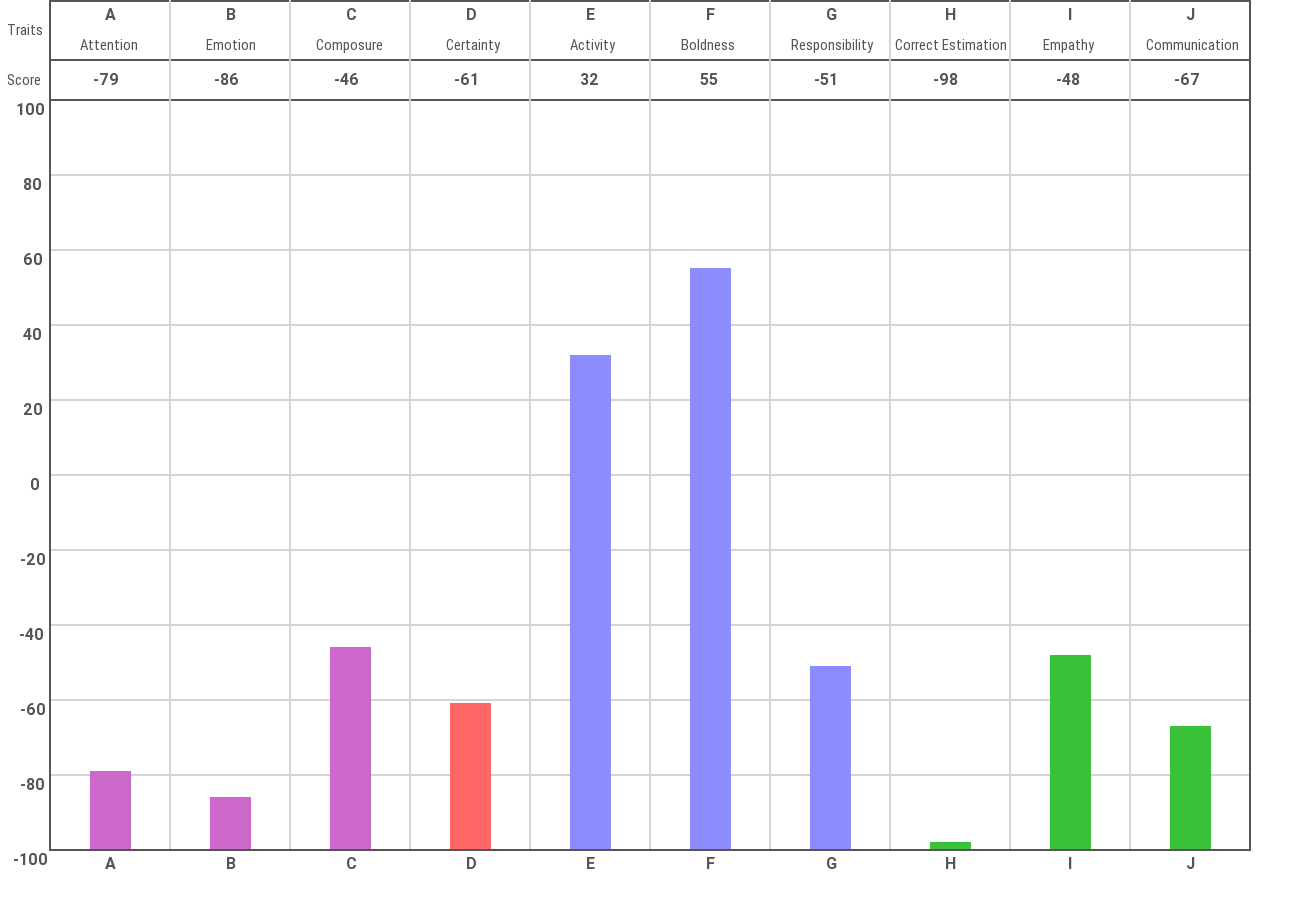 A B C D E F G H I J
Traits
Attention Emotion Composure Certainty Activity Boldness Responsibility Correct Estimation Empathy Communication
Score -79 -86 -46 -61 32 55 -51 -98 -48 -67
100
80
60
40
20
0
-20
-40
-60
-80
-100
A B C D E F G H I J